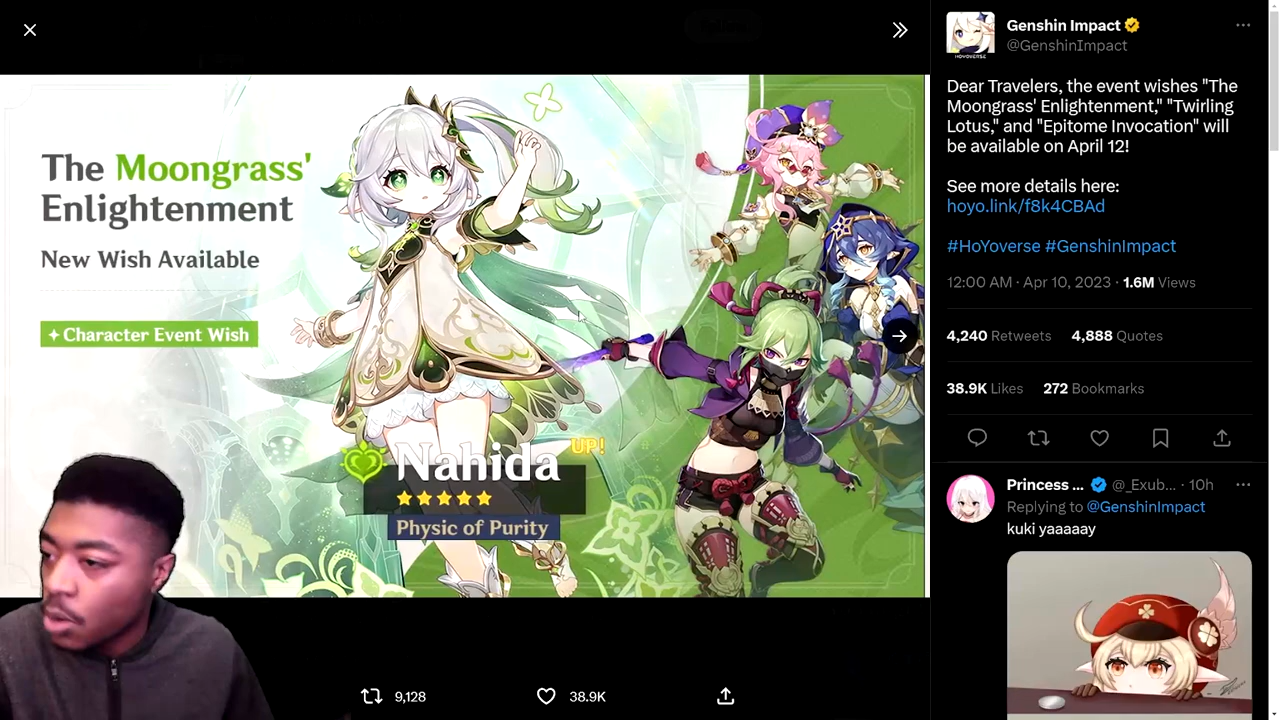 The Moongrass'
Enlightenment
New Wish Available
Character Event Wish
Nahida
UP!
Physic of Purity
9,128
38.9K
Genshin Impact
@GenshinImpact
HOYOVERSE
Dear Travelers, the event wishes "The
Moongrass' Enlightenment," "Twirling
Lotus," and "Epitome Invocation" will
be available on April 12!
See more details here:
hoyo.link/f8k4CBAd
#HoYoverse #GenshinImpact
12:00 AM · Apr 10, 2023 · 1.6M Views
4,240 Retweets 4,888 Quotes
38.9K Likes 272 Bookmarks
Princess ... @_Exub... · 10h
Replying to @GenshinImpact
kuki yaaaaay